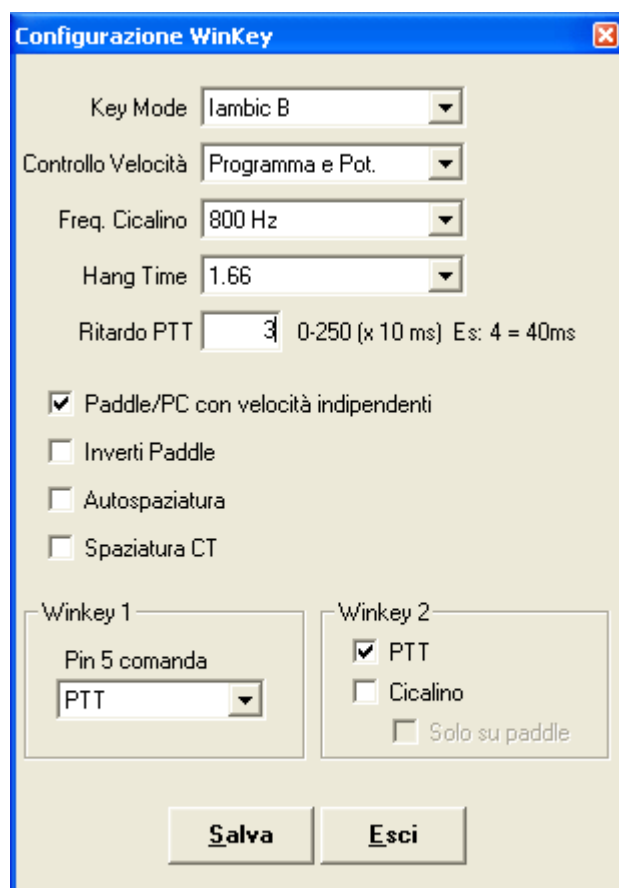 Configurazione WinKey
Key Mode Iambic B
Controllo Velocità Programma e Pot.
Freq. Cicalino 800 Hz
Hang Time 1.66
Ritardo PTT 3 0-250 (x 10 ms) Es: 4 = 40ms
Paddle/PC con velocità indipendenti
Inverti Paddle
Autospaziatura
Spaziatura CT
Winkey 1
Pin 5 comanda
PTT
Winkey 2
PTT
Cicalino
Solo su paddle
Salva Esci